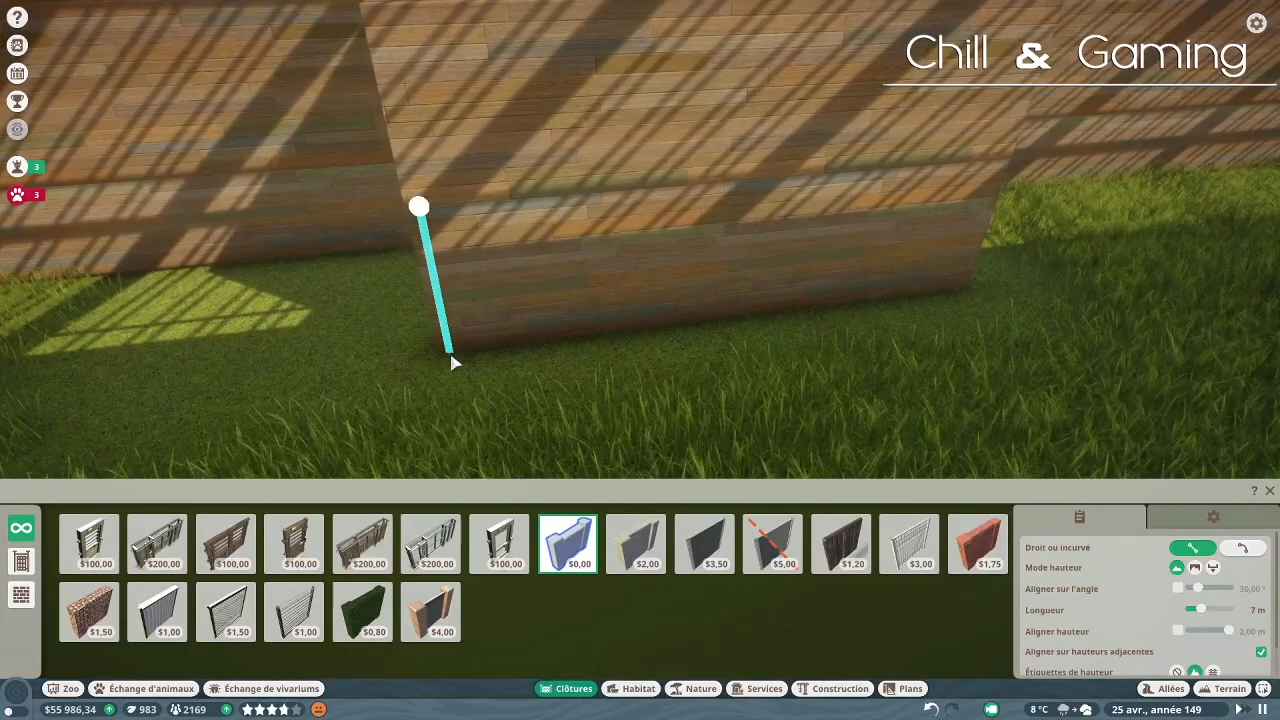 Chill & Gaming
3
3
$100,00
$200,00
$100,00
$100,00
$200,00
$200,00
$100,00
$0,00
$2,00
$3,50
$5,00
$1,20
$3,00
$1,75
$1,50
$1,00
$1,50
$1,00
$0,80
$4,00
Droit ou incurvé
Mode hauteur
Aligner sur l'angle
30,00 °
Longueur
7 m
Aligner hauteur
2,00 m
Aligner sur hauteurs adjacentes
Étiquettes de hauteur
Zoo
Échange d'animaux
Échange de vivariums
Clôtures
Habitat
Nature
Services
Construction
Plans
Allées
Terrain
$55 986,34
983
2169
8 °C
25 avr., année 149